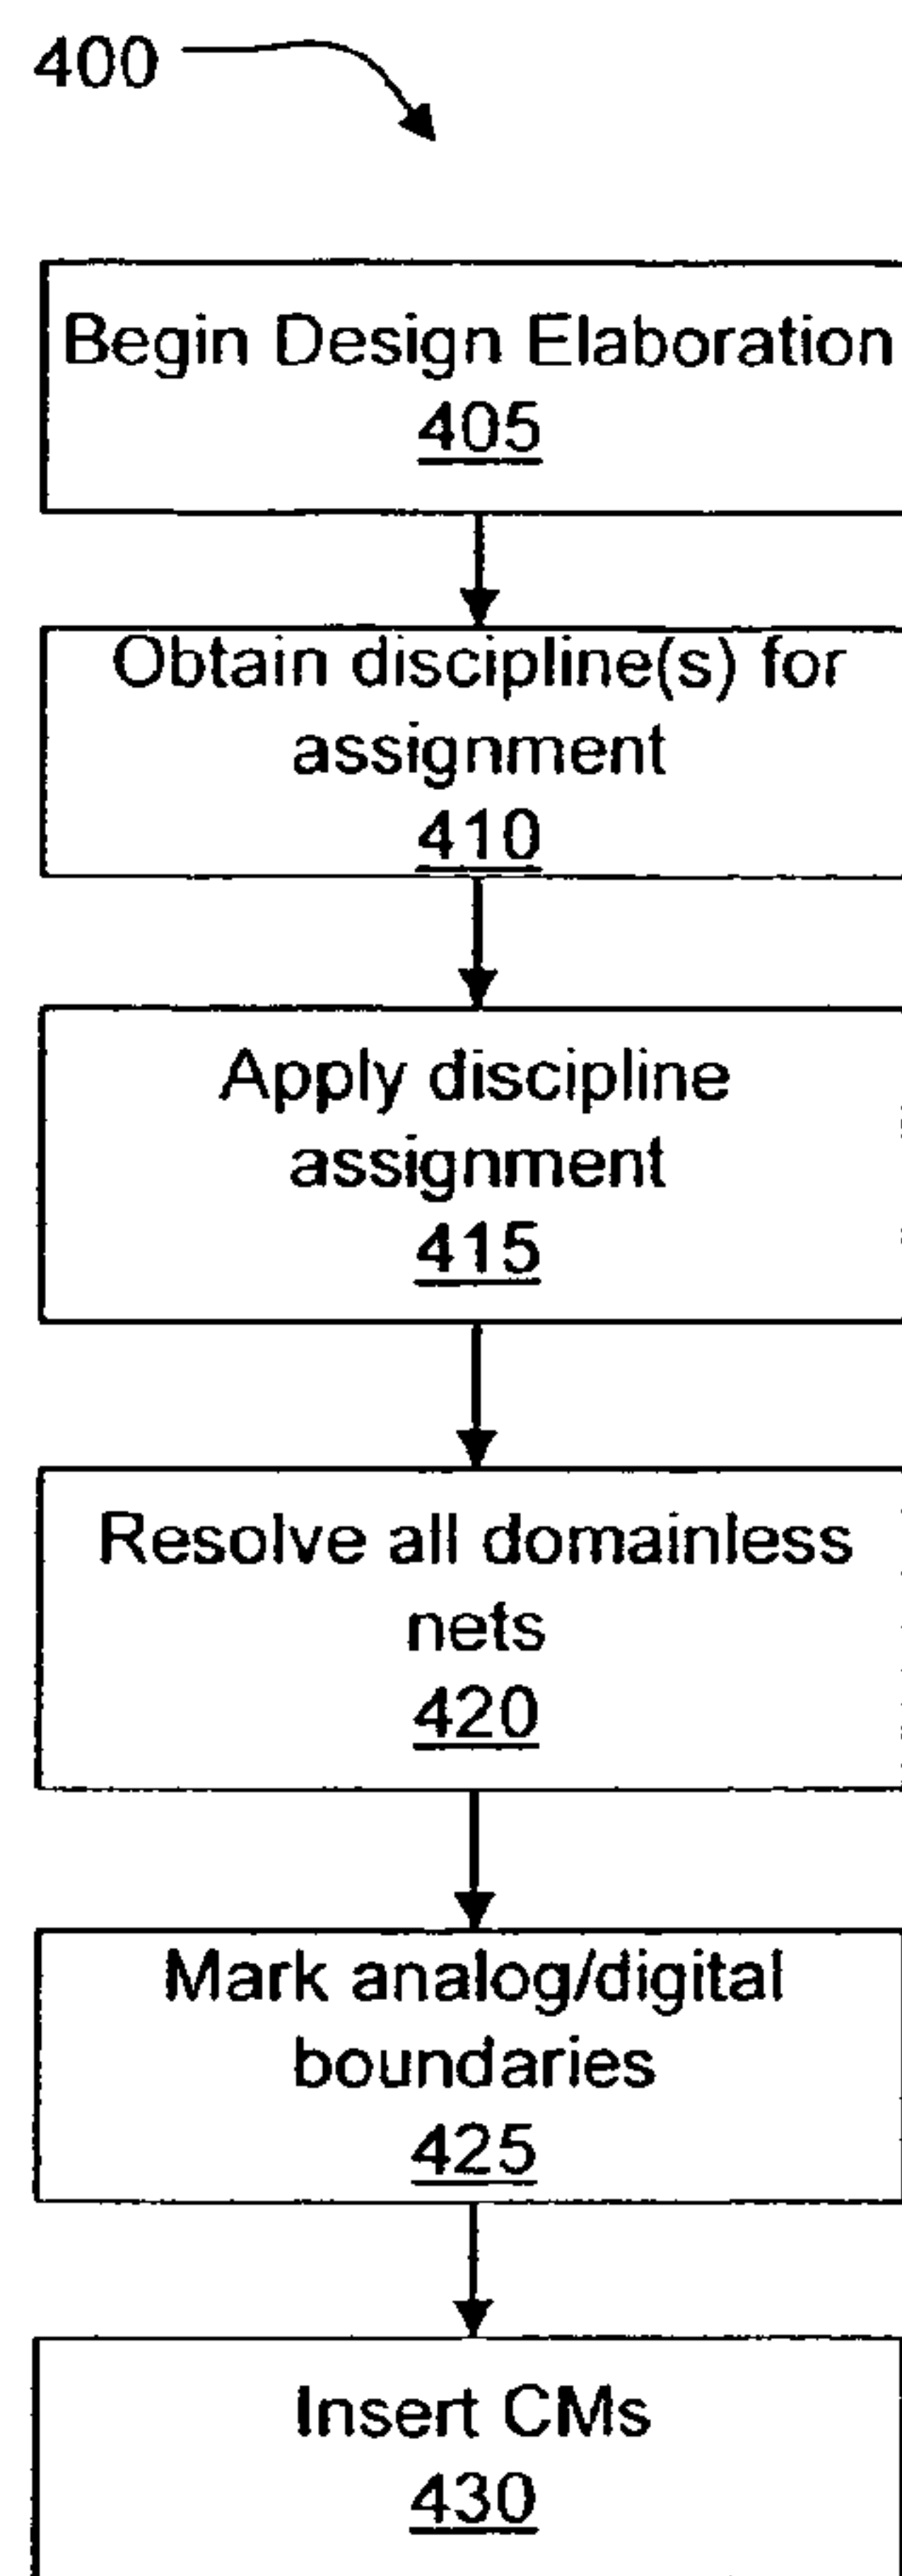 400
Begin Design Elaboration
405
Obtain discipline(s) for
assignment
410
Apply discipline
assignment
415
Resolve all domainless
nets
420
Mark analog/digital
boundaries
425
Insert CMs
430